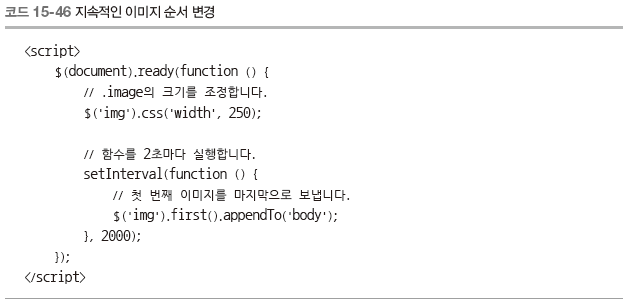 코드 15-46 지속적인 이미지 순서 변경
<script>
$(document).ready(function () {
// .image의 크기를 조정합니다.
$('img').css('width', 250);
// 함수를 2초마다 실행합니다.
setInterval(function () {
// 첫 번째 이미지를 마지막으로 보냅니다.
$('img').first().appendTo('body');
}, 2000);
});
</script>